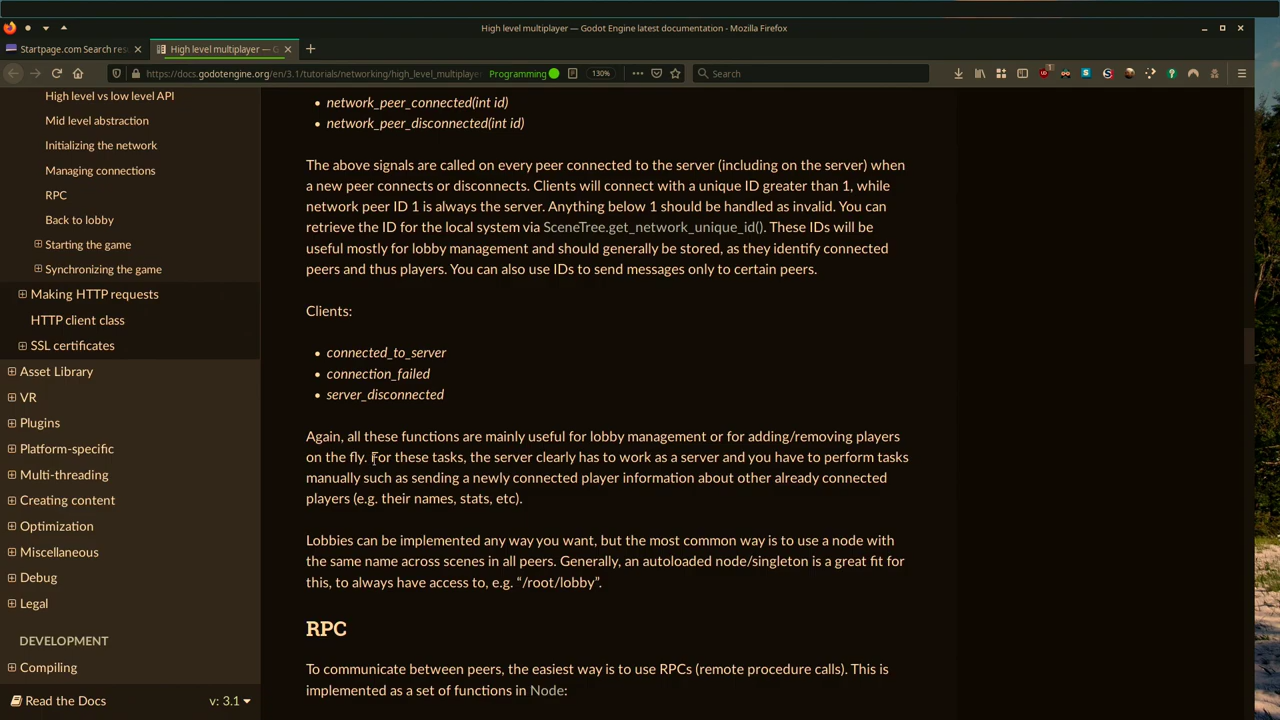 High level multiplayer — Godot Engine latest documentation - Mozilla Firefox
Startpage.com Search res
High level multiplayer — G
https://docs.godotengine.org/en/3.1/tutorials/networking/high_level_multiplaye
Programming
130%
Search
1
High level vs low level API
Mid level abstraction
Initializing the network
Managing connections
RPC
Back to lobby
Starting the game
Synchronizing the game
Making HTTP requests
HTTP client class
SSL certificates
Asset Library
VR
Plugins
Platform-specific
Multi-threading
Creating content
Optimization
Miscellaneous
Debug
Legal
DEVELOPMENT
Compiling
Read the Docs
v: 3.1
• network_peer_connected(int id)
• network_peer_disconnected(int id)
The above signals are called on every peer connected to the server (including on the server) when
a new peer connects or disconnects. Clients will connect with a unique ID greater than 1, while
network peer ID 1 is always the server. Anything below 1 should be handled as invalid. You can
retrieve the ID for the local system via SceneTree.get_network_unique_id(). These IDs will be
useful mostly for lobby management and should generally be stored, as they identify connected
peers and thus players. You can also use IDs to send messages only to certain peers.
Clients:
• connected_to_server
• connection_failed
• server_disconnected
Again, all these functions are mainly useful for lobby management or for adding/removing players
on the fly. For these tasks, the server clearly has to work as a server and you have to perform tasks
manually such as sending a newly connected player information about other already connected
players (e.g. their names, stats, etc).
Lobbies can be implemented any way you want, but the most common way is to use a node with
the same name across scenes in all peers. Generally, an autoloaded node/singleton is a great fit for
this, to always have access to, e.g. “/root/lobby”.
RPC
To communicate between peers, the easiest way is to use RPCs (remote procedure calls). This is
implemented as a set of functions in Node: